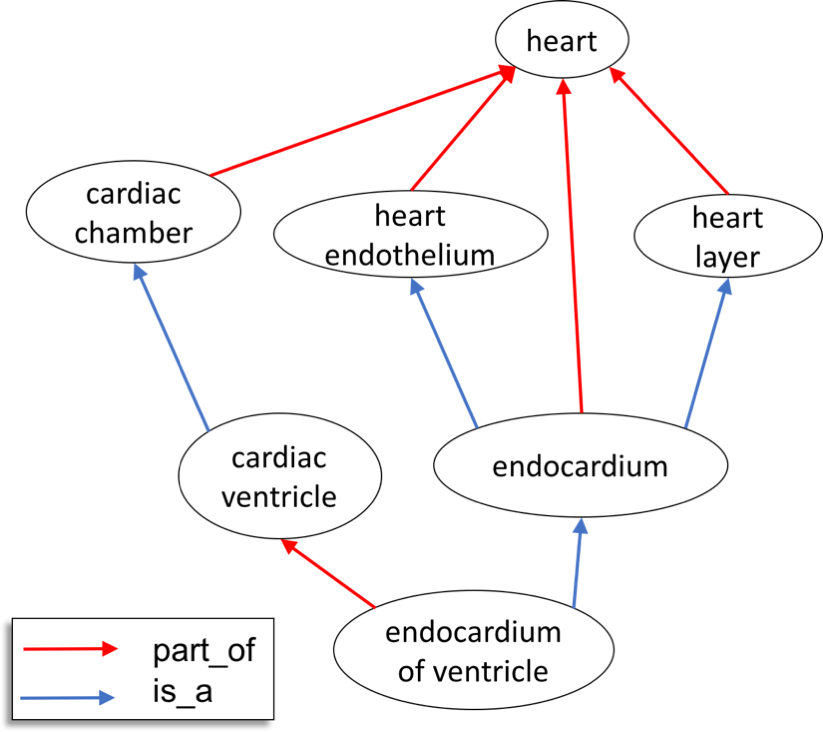 heart
cardiac
chamber
heart
endothelium
heart
layer
cardiac
ventricle
endocardium
endocardium
of ventricle
part_of
is_a